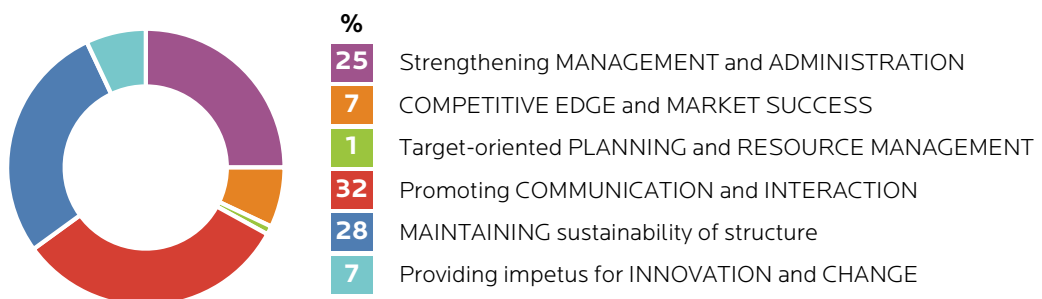 %
25 Strengthening MANAGEMENT and ADMINISTRATION
7 COMPETITIVE EDGE and MARKET SUCCESS
1 Target-oriented PLANNING and RESOURCE MANAGEMENT
32 Promoting COMMUNICATION and INTERACTION
28 MAINTAINING sustainability of structure
7 Providing impetus for INNOVATION and CHANGE